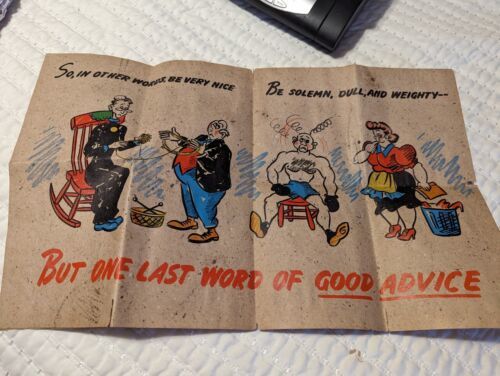 SO, IN OTHER WORDS, BE VERY NICE
BE SOLEMN, DULL, AND WEIGHTY--
BUT ONE LAST WORD OF GOOD ADVICE